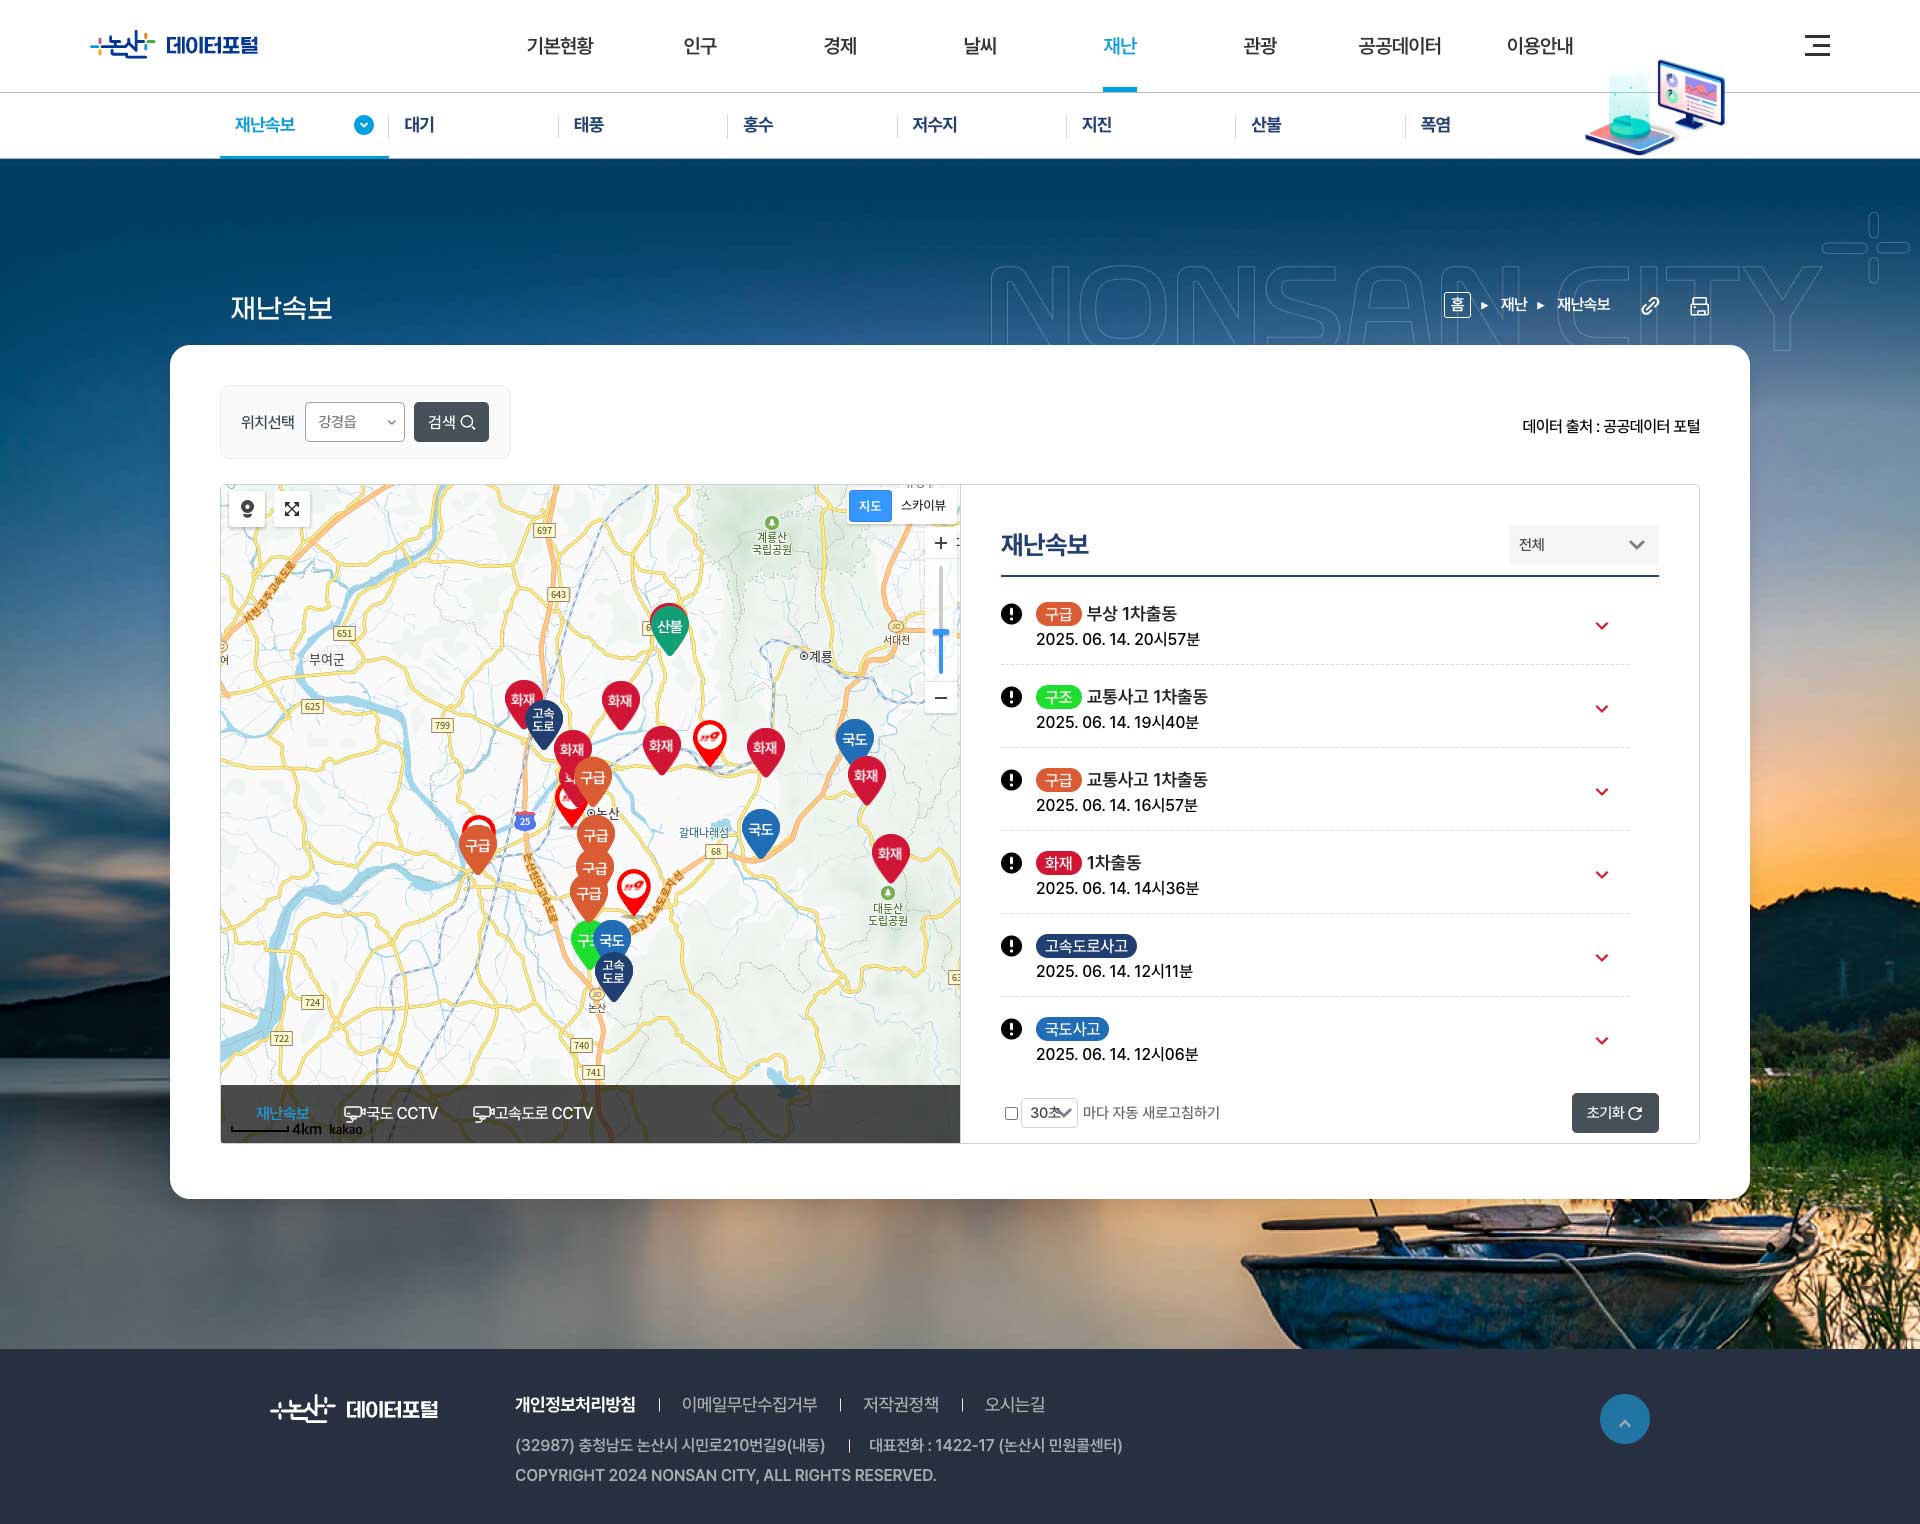 논산 데이터포털
기본현황 인구 경제 날씨 재난 관광 공공데이터 이용안내
재난속보 대기 태풍 홍수 저수지 지진 산불 폭염
NONSAN CITY
재난속보
홈 재난 재난속보
위치선택 강경읍 검색
데이터 출처 : 공공데이터 포털
지도 스카이뷰
697
계룡산
국립공원
서천공주고속도로
643
651
산불
JC
서대전
부여군
계룡
625
화재
화재
799
고속
도로
화재
화재
119
화재
국도
구급
화재
논산
25
국도
갈대나래섬
구급
구급
68
화재
구급
119
구급
논산천안고속도로
호남고속도로지선
대둔산
도립공원
국도
고속
도로
724
JC
논산
722
740
741
재난속보 국도 CCTV 고속도로 CCTV
4km kakao
재난속보 전체
구급 부상 1차출동
2025. 06. 14. 20시57분
구조 교통사고 1차출동
2025. 06. 14. 19시40분
구급 교통사고 1차출동
2025. 06. 14. 16시57분
화재 1차출동
2025. 06. 14. 14시36분
고속도로사고
2025. 06. 14. 12시11분
국도사고
2025. 06. 14. 12시06분
30초 마다 자동 새로고침하기 초기화
논산 데이터포털
개인정보처리방침 이메일무단수집거부 저작권정책 오시는길
(32987) 충청남도 논산시 시민로210번길9(내동) 대표전화 : 1422-17 (논산시 민원콜센터)
COPYRIGHT 2024 NONSAN CITY, ALL RIGHTS RESERVED.